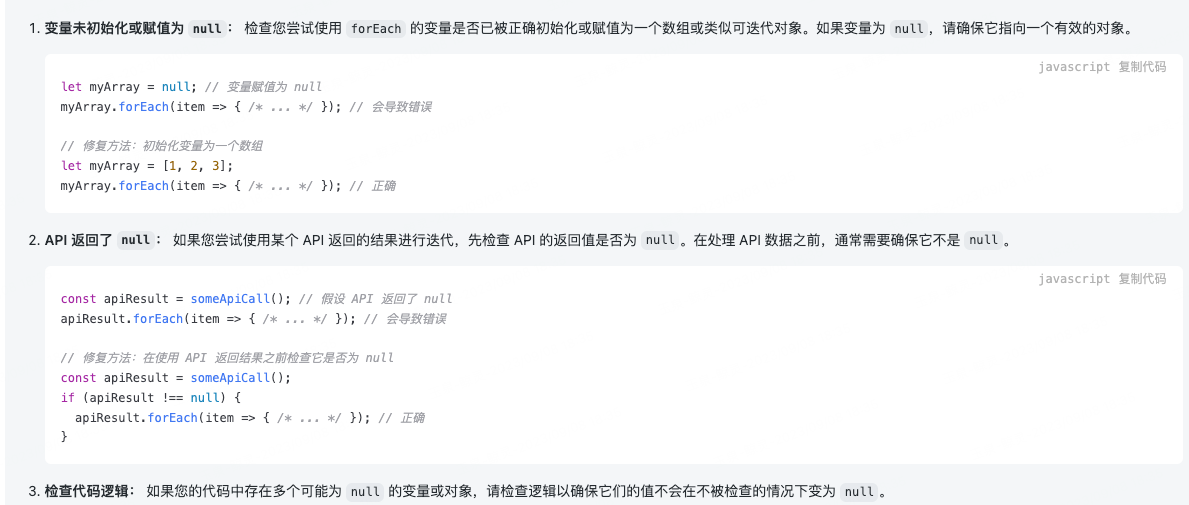 1. 变量未初始化或赋值为 null： 检查您尝试使用 forEach 的变量是否已被正确初始化或赋值为一个数组或类似可迭代对象。如果变量为 null，请确保它指向一个有效的对象。
javascript 复制代码
let myArray = null; // 变量赋值为 null
myArray.forEach(item => { /* ... */ }); // 会导致错误
// 修复方法：初始化变量为一个数组
let myArray = [1, 2, 3];
myArray.forEach(item => { /* ... */ }); // 正确
2. API 返回了 null： 如果您尝试使用某个 API 返回的结果进行迭代，先检查 API 的返回值是否为 null。在处理 API 数据之前，通常需要确保它不是 null。
javascript 复制代码
const apiResult = someApiCall(); // 假设 API 返回了 null
apiResult.forEach(item => { /* ... */ }); // 会导致错误
// 修复方法：在使用 API 返回结果之前检查它是否为 null
const apiResult = someApiCall();
if (apiResult !== null) {
  apiResult.forEach(item => { /* ... */ }); // 正确
}
3. 检查代码逻辑： 如果您的代码中存在多个可能为 null 的变量或对象，请检查逻辑以确保它们的值不会在不被检查的情况下变为 null。